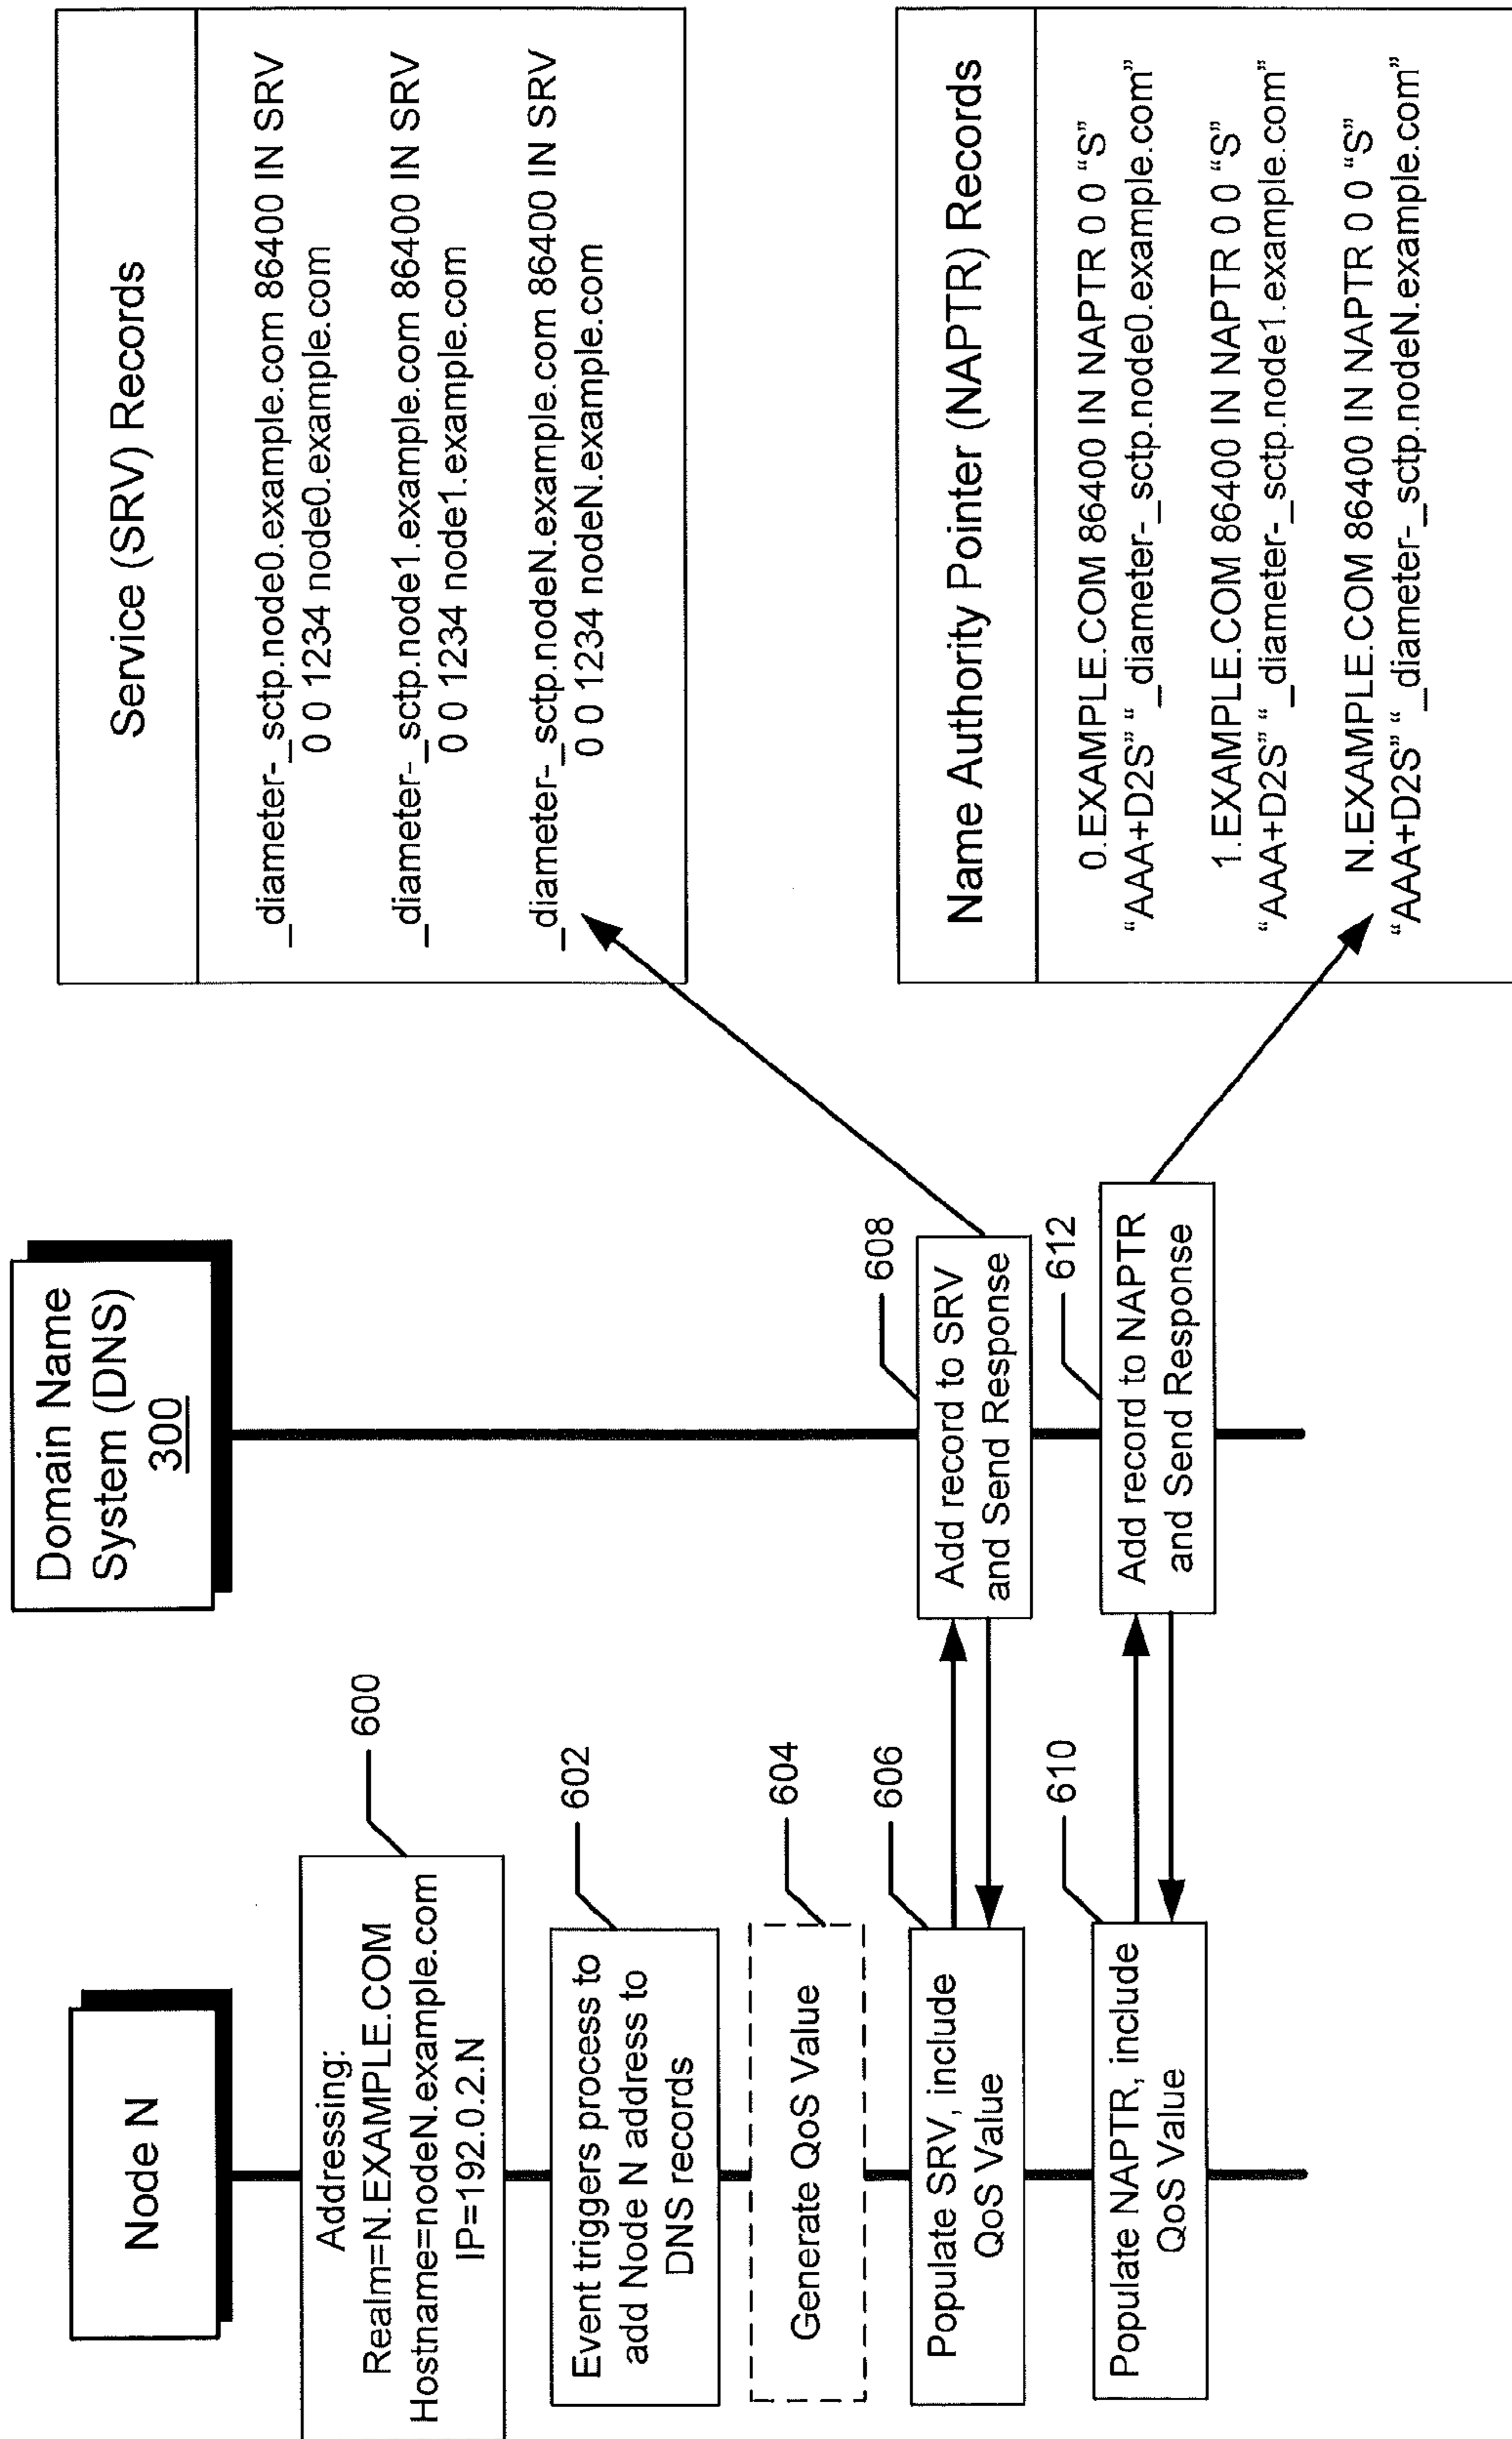 Node N
Domain Name
System (DNS)
300
Addressing:
Realm=N.EXAMPLE.COM
Hostname=nodeN.example.com
IP=192.0.2.N
600
Event triggers process to
add Node N address to
DNS records
602
Generate QoS Value
604
Populate SRV, include
QoS Value
606
Add record to SRV
and Send Response
608
Populate NAPTR, include
QoS Value
610
Add record to NAPTR
and Send Response
612
Service (SRV) Records
_diameter-_sctp.node0.example.com 86400 IN SRV
0 0 1234 node0.example.com
_diameter-_sctp.node1.example.com 86400 IN SRV
0 0 1234 node1.example.com
_diameter-_sctp.nodeN.example.com 86400 IN SRV
0 0 1234 nodeN.example.com
Name Authority Pointer (NAPTR) Records
0.EXAMPLE.COM 86400 IN NAPTR 0 0 “S”
“AAA+D2S” “_diameter-_sctp.node0.example.com”
1.EXAMPLE.COM 86400 IN NAPTR 0 0 “S”
“AAA+D2S” “_diameter-_sctp.node1.example.com”
N.EXAMPLE.COM 86400 IN NAPTR 0 0 “S”
“AAA+D2S” “_diameter-_sctp.nodeN.example.com”